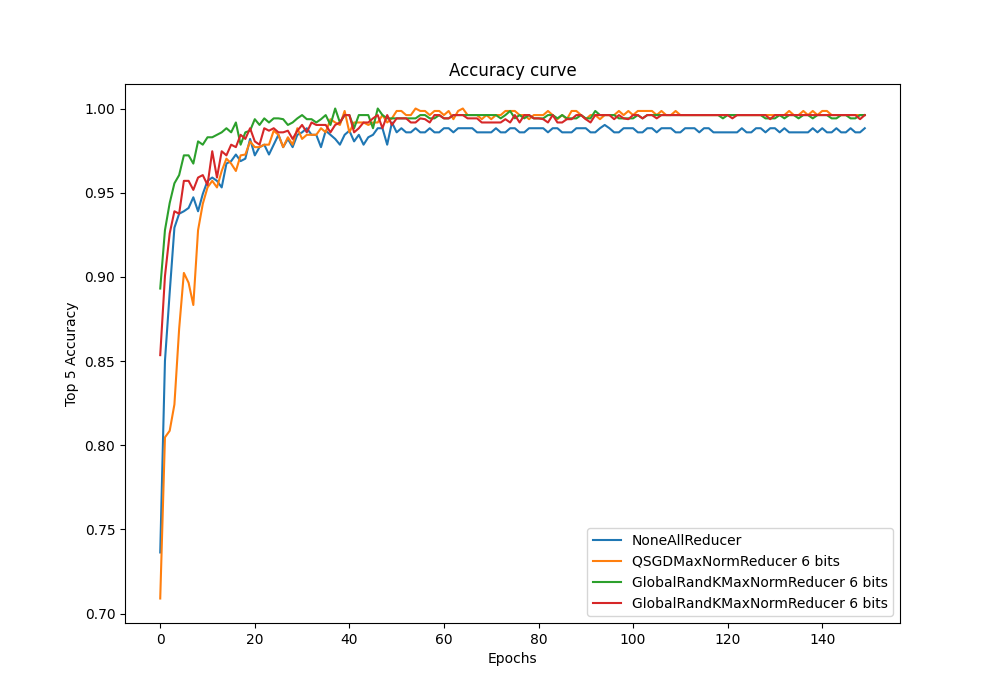 Accuracy curve
1.00
0.95
0.90
0.85
0.80
0.75
0.70
Top 5 Accuracy
NoneAllReducer
QSGDMaxNormReducer 6 bits
GlobalRandKMaxNormReducer 6 bits
GlobalRandKMaxNormReducer 6 bits
0 20 40 60 80 100 120 140
Epochs